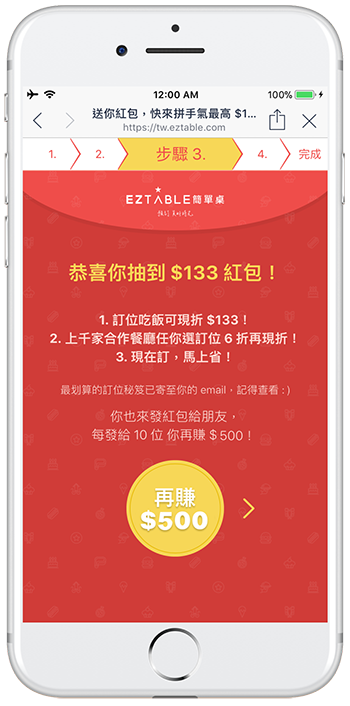 12:00 AM
100%
送你紅包，快來拼手氣最高 $1...
https://tw.eztable.com
1.
2.
步驟 3.
4.
完成
EZTABLE簡單桌
恭喜你抽到 $133 紅包！
1. 訂位吃飯可現折 $133！
2. 上千家合作餐廳任你選訂位 6 折再現折！
3. 現在訂，馬上省！
最划算的訂位秘笈已寄至你的 email，記得查看 : )
你也來發紅包給朋友，
每發給 10 位 你再賺 $500！
再賺
$500